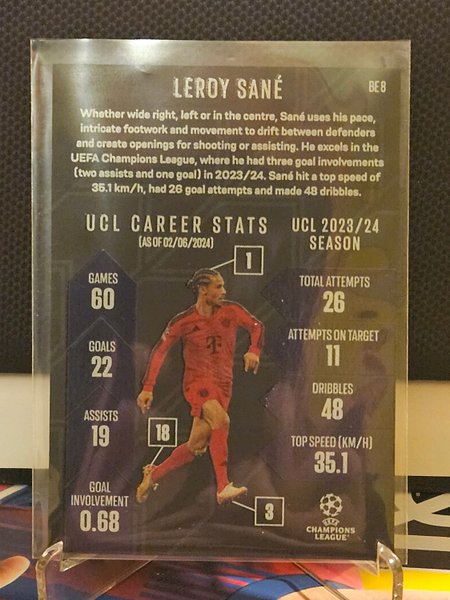 LEROY SANÉ
BE 8
Whether wide right, left or in the centre, Sané uses his pace,
intricate footwork and movement to drift between defenders
and create openings for shooting or assisting. He excels in the
UEFA Champions League, where he had three goal involvements
(two assists and one goal) in 2023/24. Sané hit a top speed of
35.1 km/h, had 26 goal attempts and made 48 dribbles.
UCL CAREER STATS
(AS OF 02/06/2024)
GAMES
60
GOALS
22
ASSISTS
19
GOAL
INVOLVEMENT
0.68
1
18
3
T
UCL 2023/24
SEASON
TOTAL ATTEMPTS
26
ATTEMPTS ON TARGET
11
DRIBBLES
48
TOP SPEED (KM/H)
35.1
UEFA
CHAMPIONS
LEAGUE